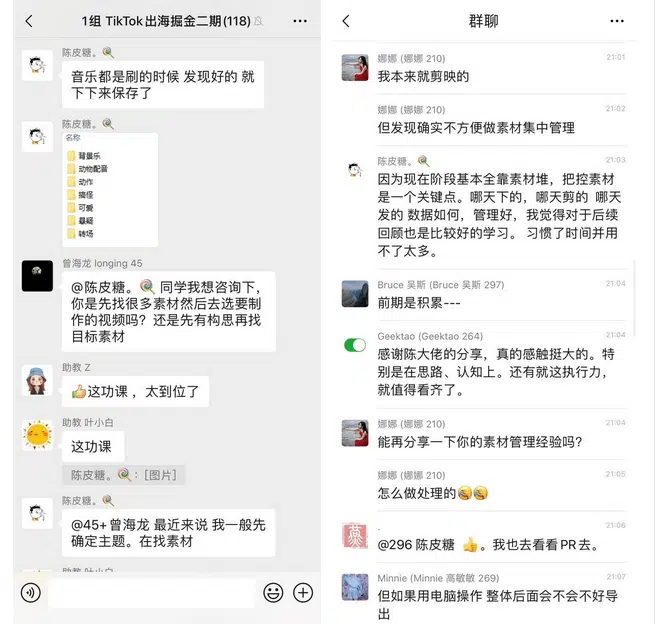 1组 TikTok出海掘金二期(118)
陈皮糖。
音乐都是刷的时候 发现好的 就
下下来保存了
陈皮糖。
名称
背景乐
动物配音
动作
搞怪
可爱
悬疑
转场
曾海龙 longing 45
@陈皮糖。 同学我想咨询下，
你是先找很多素材然后去选要制
作的视频吗？还是先有构思再找
目标素材
助教 Z
这功课 ，太到位了
助教 叶小白
这功课
陈皮糖。：[图片]
陈皮糖。
@45+曾海龙 最近来说 我一般先
确定主题。在找素材
群聊
娜娜 (娜娜 210) 21:01
我本来就剪映的
娜娜 (娜娜 210) 21:02
但发现确实不方便做素材集中管理
陈皮糖。 21:03
因为现在阶段基本全靠素材堆，把控素材
是一个关键点。哪天下的，哪天剪的 哪天
发的 数据如何，管理好，我觉得对于后续
回顾也是比较好的学习。 习惯了时间并用
不了太多。
Bruce 吴斯 (Bruce 吴斯 297) 21:04
前期是积累---
Geektao (Geektao 264) 21:04
感谢陈大佬的分享，真的感触挺大的。特
别是在思路、认知上。还有就这执行力，
就值得看齐了。
娜娜 (娜娜 210) 21:04
能再分享一下你的素材管理经验吗？
娜娜 (娜娜 210) 21:05
怎么做处理的
. 21:06
@296 陈皮糖 。我也去看看PR去。
Minnie (Minnie 高敏敏 269) 21:07
但如果用电脑操作 整体后面会不会不好导
出